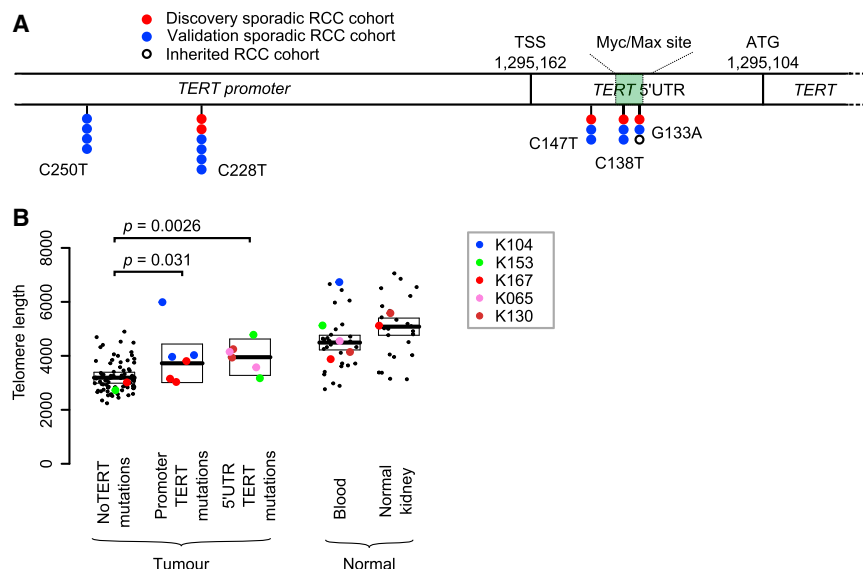 A
Discovery sporadic RCC cohort
Validation sporadic RCC cohort
Inherited RCC cohort
TSS
1,295,162
Myc/Max site
ATG
1,295,104
TERT promoter
TERT 5'UTR
TERT
C250T
C228T
C147T
C138T
G133A
B
p = 0.0026
p = 0.031
Telomere length
8000
6000
4000
2000
0
K104
K153
K167
K065
K130
NoTERT
mutations
Promoter
TERT
mutations
5'UTR
TERT
mutations
Blood
Normal
kidney
Tumour
Normal